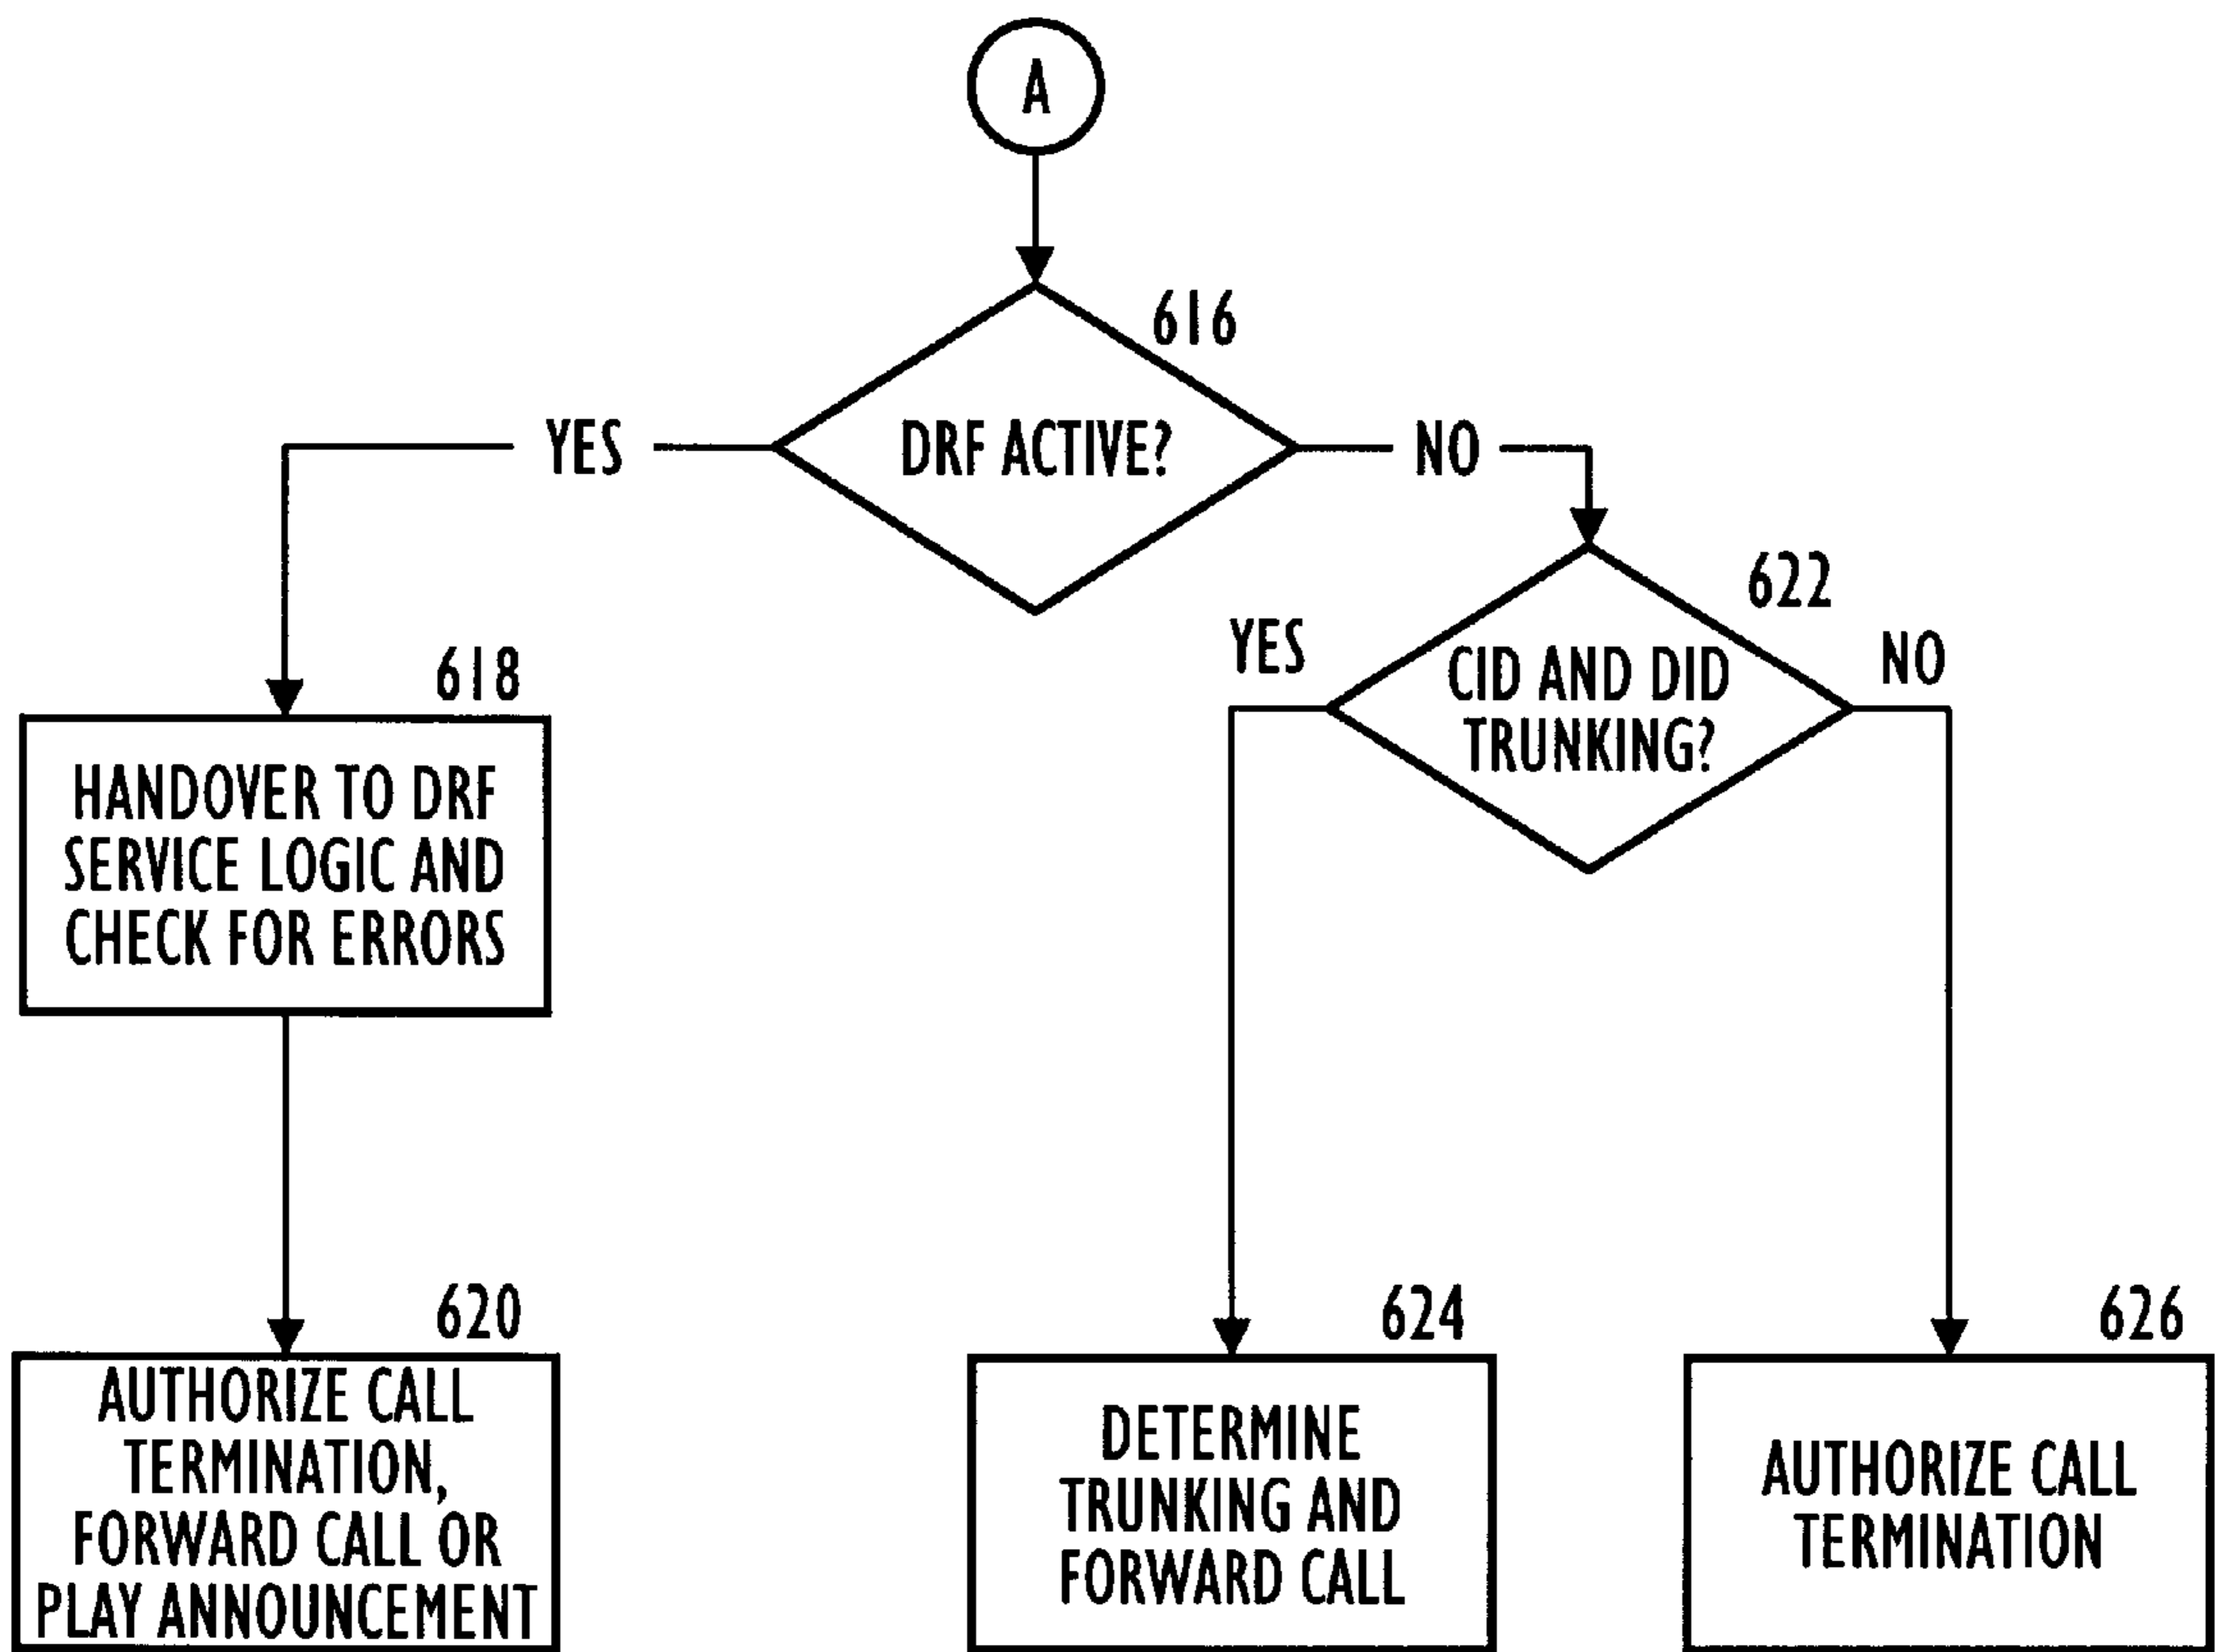 A
616
DRF ACTIVE?
YES
NO
622
CID AND DID
TRUNKING?
YES
NO
618
HANDOVER TO DRF
SERVICE LOGIC AND
CHECK FOR ERRORS
620
AUTHORIZE CALL
TERMINATION,
FORWARD CALL OR
PLAY ANNOUNCEMENT
624
DETERMINE
TRUNKING AND
FORWARD CALL
626
AUTHORIZE CALL
TERMINATION